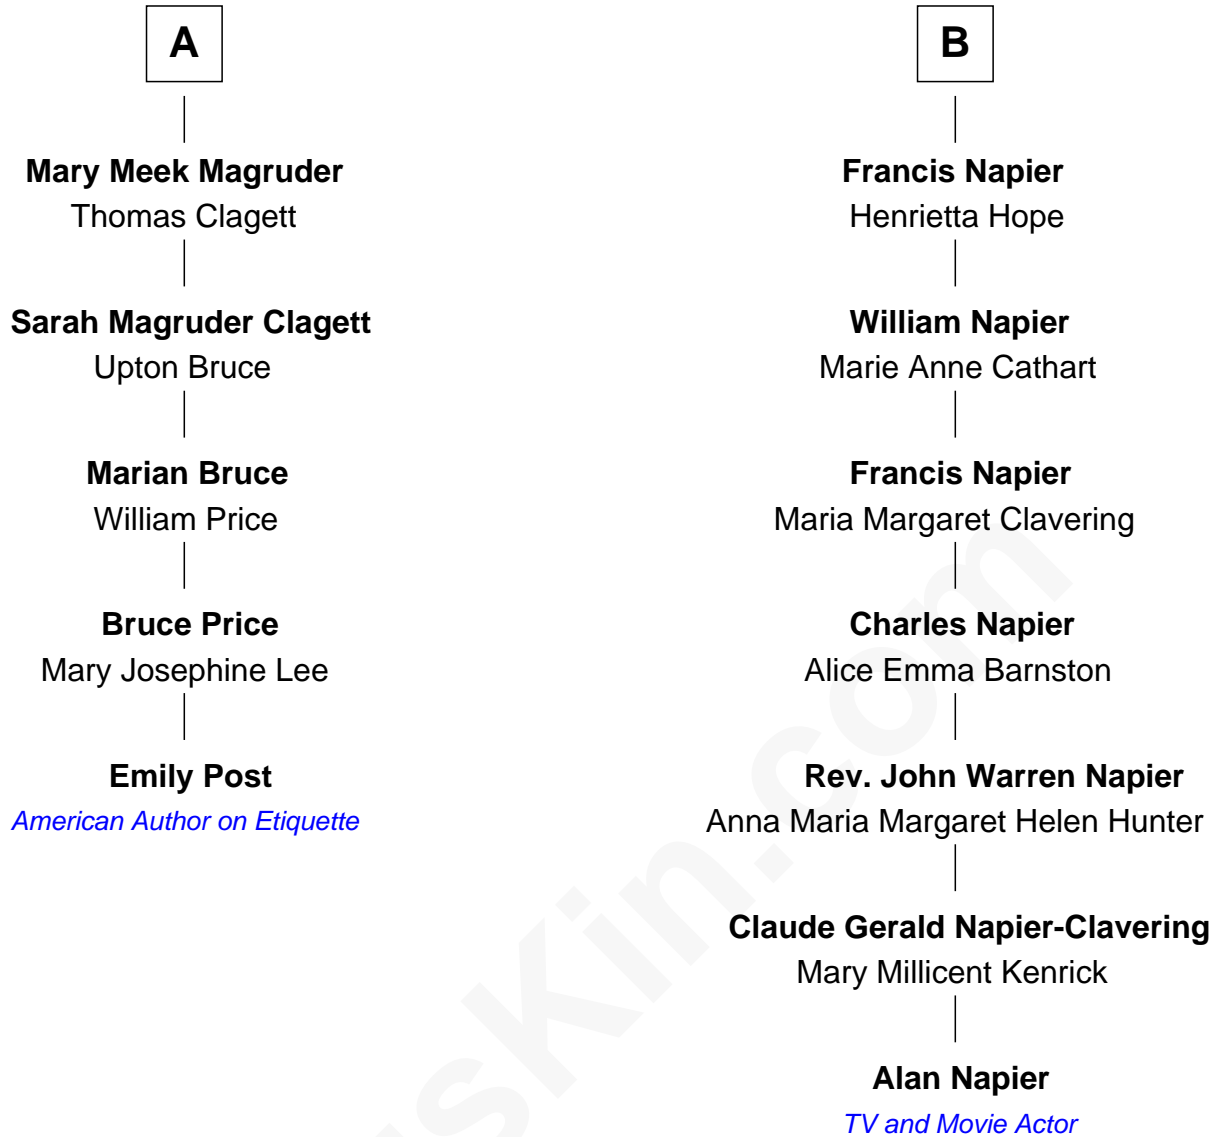 A
Mary Meek Magruder
Thomas Clagett
Sarah Magruder Clagett
Upton Bruce
Marian Bruce
William Price
Bruce Price
Mary Josephine Lee
Emily Post
American Author on Etiquette
B
Francis Napier
Henrietta Hope
William Napier
Marie Anne Cathart
Francis Napier
Maria Margaret Clavering
Charles Napier
Alice Emma Barnston
Rev. John Warren Napier
Anna Maria Margaret Helen Hunter
Claude Gerald Napier-Clavering
Mary Millicent Kenrick
Alan Napier
TV and Movie Actor